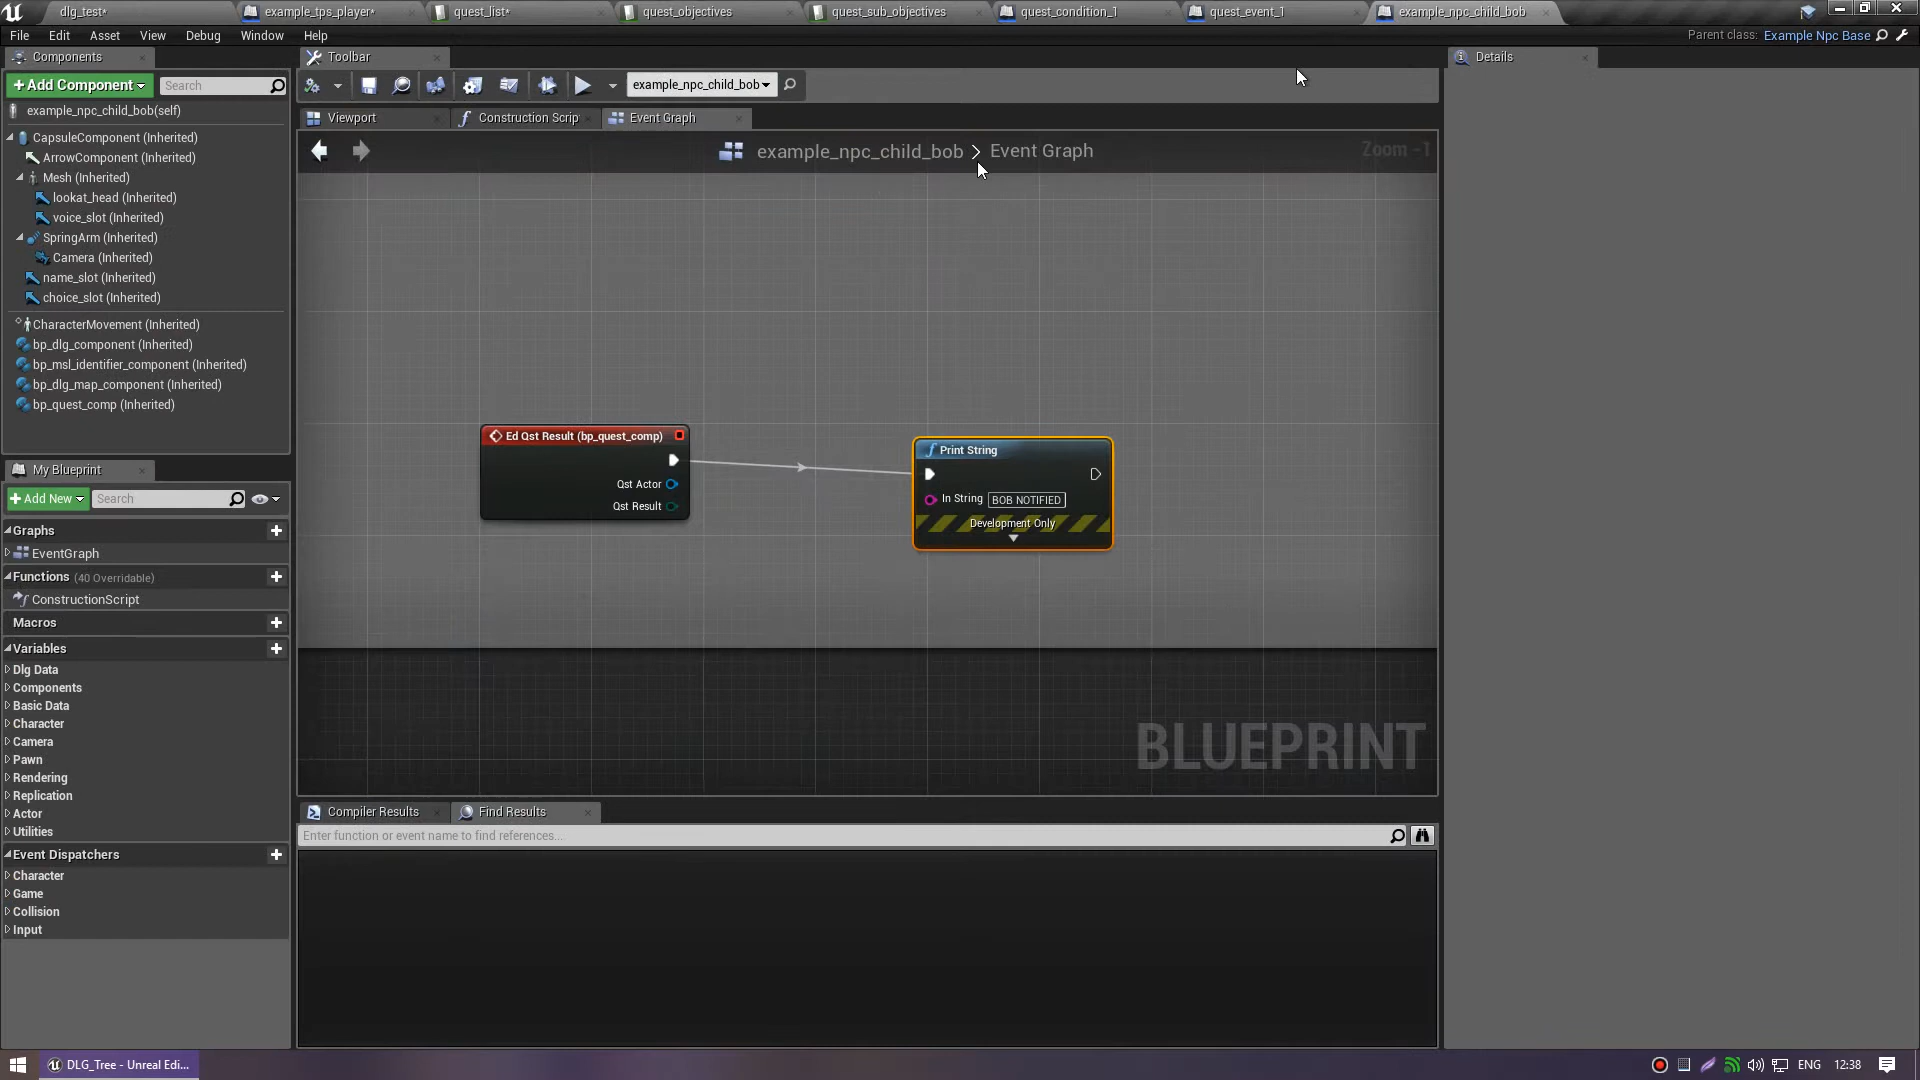 dlg_test*
example_tps_player*
quest_list*
quest_objectives
quest_sub_objectives
quest_condition_1
quest_event_1
example_npc_child_bob
File Edit Asset View Debug Window Help
Parent class: Example Npc Base
Components
Toolbar
Details
+Add Component
Search
example_npc_child_bob
example_npc_child_bob(self)
Viewport
Construction Scrip
Event Graph
CapsuleComponent (Inherited)
ArrowComponent (Inherited)
Mesh (Inherited)
lookat_head (Inherited)
voice_slot (Inherited)
SpringArm (Inherited)
Camera (Inherited)
name_slot (Inherited)
choice_slot (Inherited)
CharacterMovement (Inherited)
bp_dlg_component (Inherited)
bp_msl_identifier_component (Inherited)
bp_dlg_map_component (Inherited)
bp_quest_comp (Inherited)
example_npc_child_bob > Event Graph
Zoom -1
Ed Qst Result (bp_quest_comp)
Qst Actor
Qst Result
Print String
In String BOB NOTIFIED
Development Only
BLUEPRINT
My Blueprint
+Add New
Search
Graphs
EventGraph
Functions (40 Overridable)
ConstructionScript
Macros
Variables
Dlg Data
Components
Basic Data
Character
Camera
Pawn
Rendering
Replication
Actor
Utilities
Event Dispatchers
Character
Game
Collision
Input
Compiler Results
Find Results
Enter function or event name to find references...
DLG_Tree - Unreal Edi...
ENG
12:38